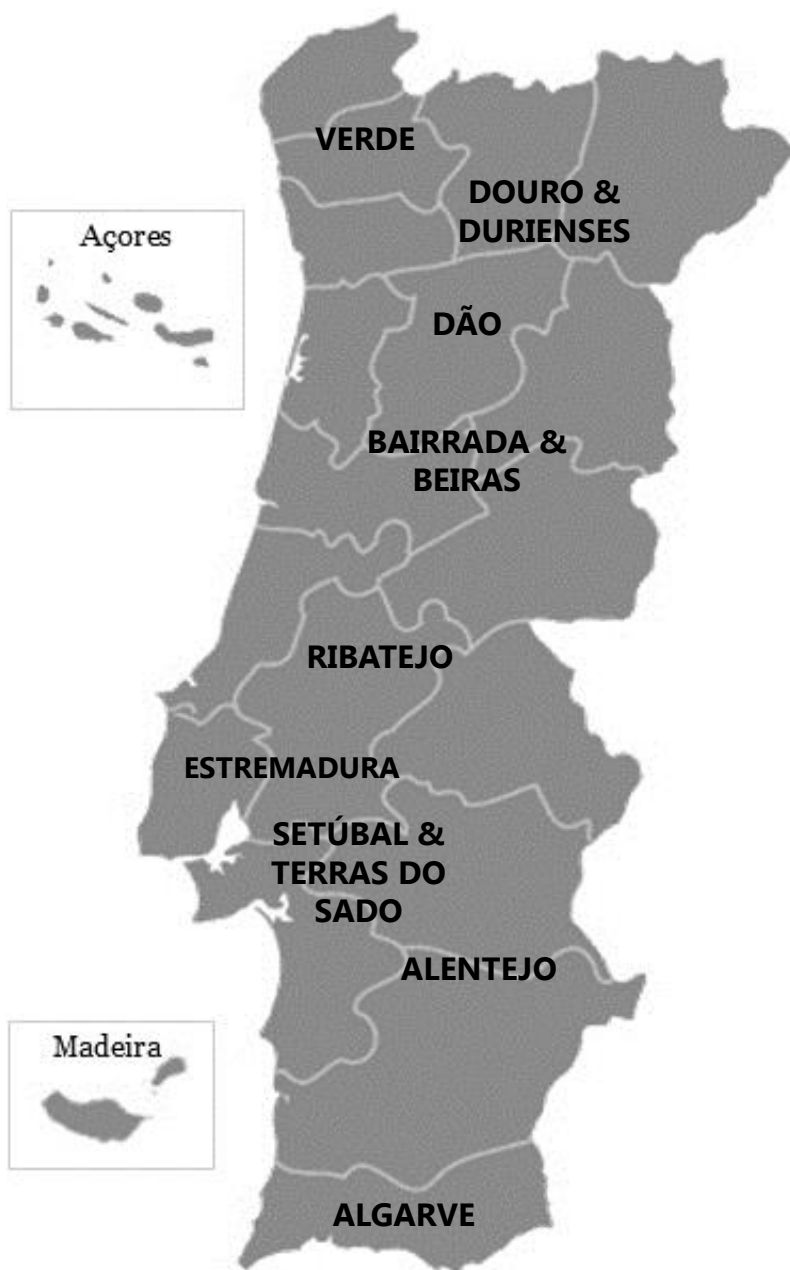 VERDE
DOURO &
DURIENSES
Açores
DÃO
BAIRRADA &
BEIRAS
RIBATEJO
ESTREMADURA
SETÚBAL &
TERRAS DO
SADO
ALENTEJO
Madeira
ALGARVE